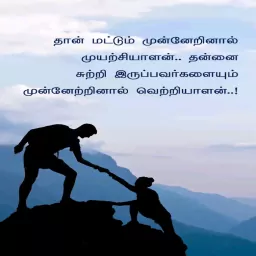 தான் மட்டும் முன்னேறினால்
முயற்சியாளன்.. தன்னை
சுற்றி இருப்பவர்களையும்
முன்னேற்றினால் வெற்றியாளன்..!